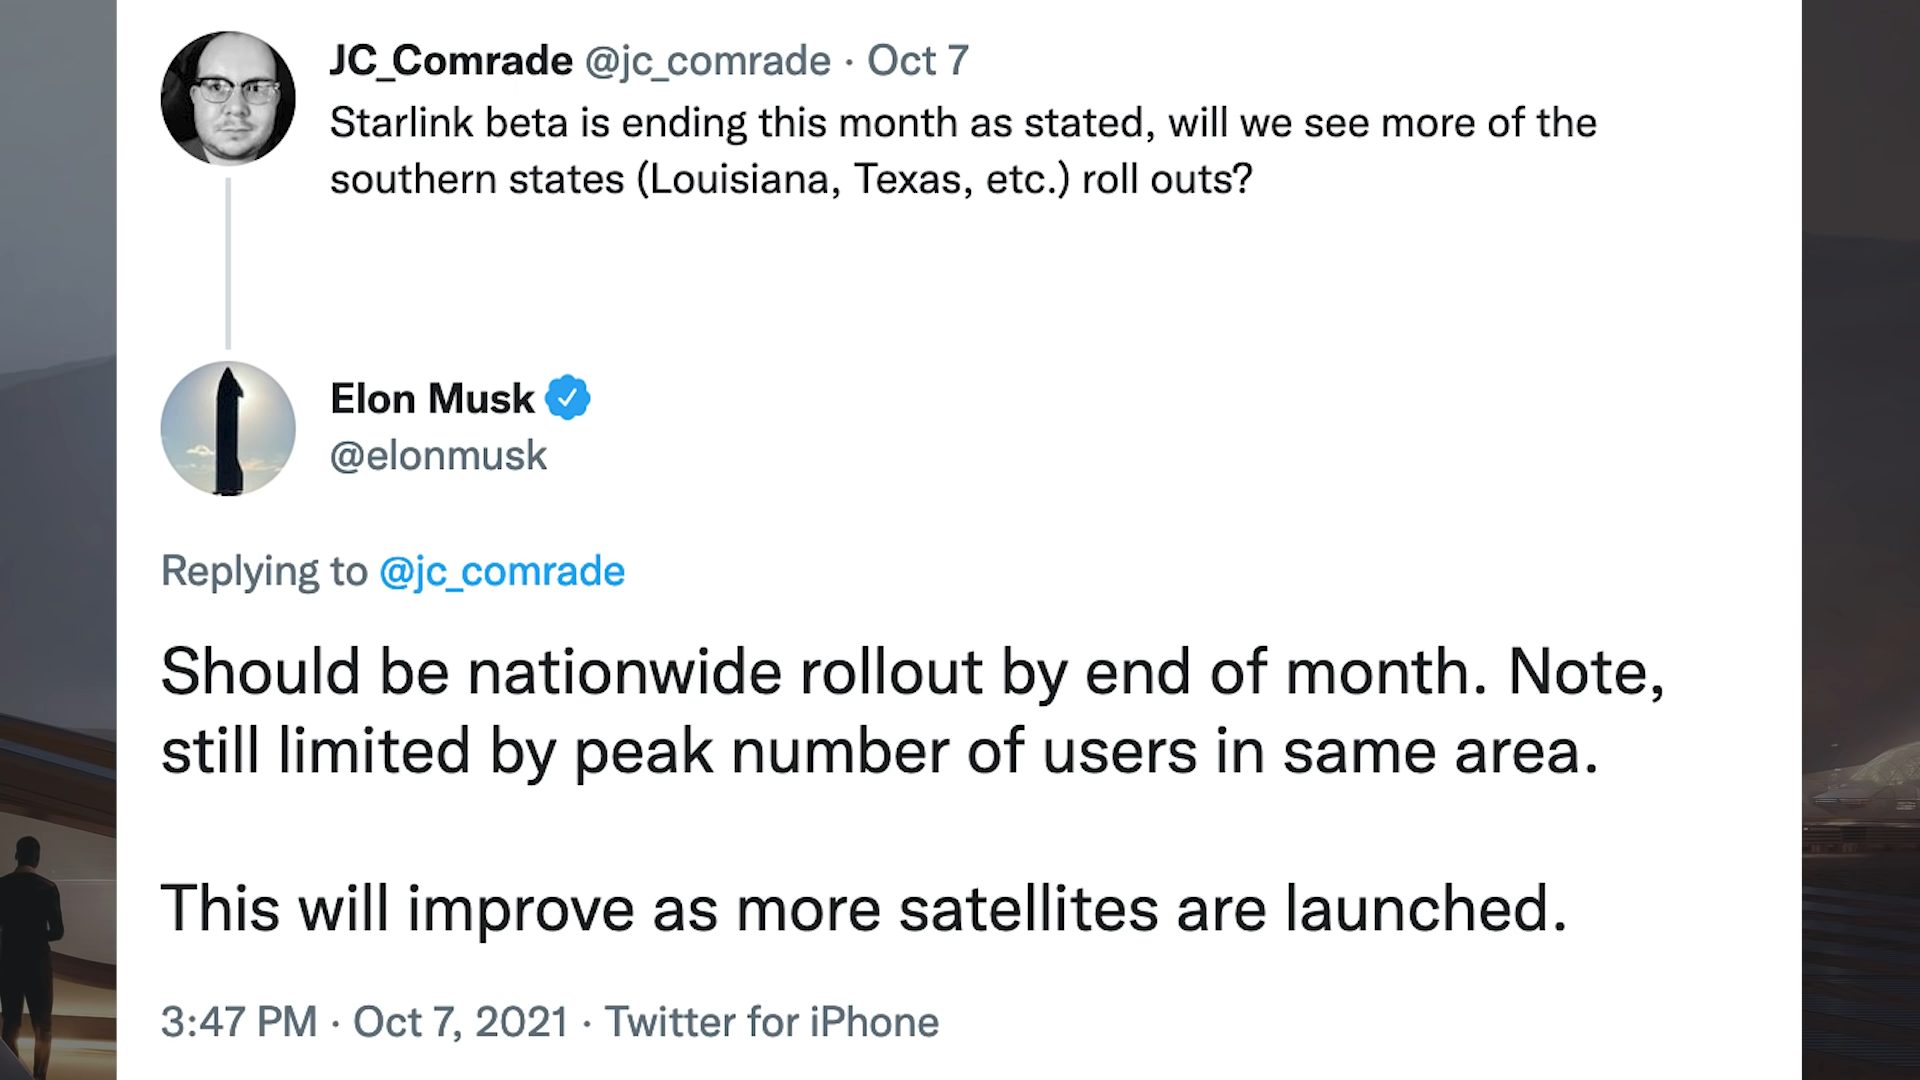 JC_Comrade @jc_comrade · Oct 7
Starlink beta is ending this month as stated, will we see more of the
southern states (Louisiana, Texas, etc.) roll outs?
Elon Musk
@elonmusk
Replying to @jc_comrade
Should be nationwide rollout by end of month. Note,
still limited by peak number of users in same area.
This will improve as more satellites are launched.
3:47 PM · Oct 7, 2021 · Twitter for iPhone